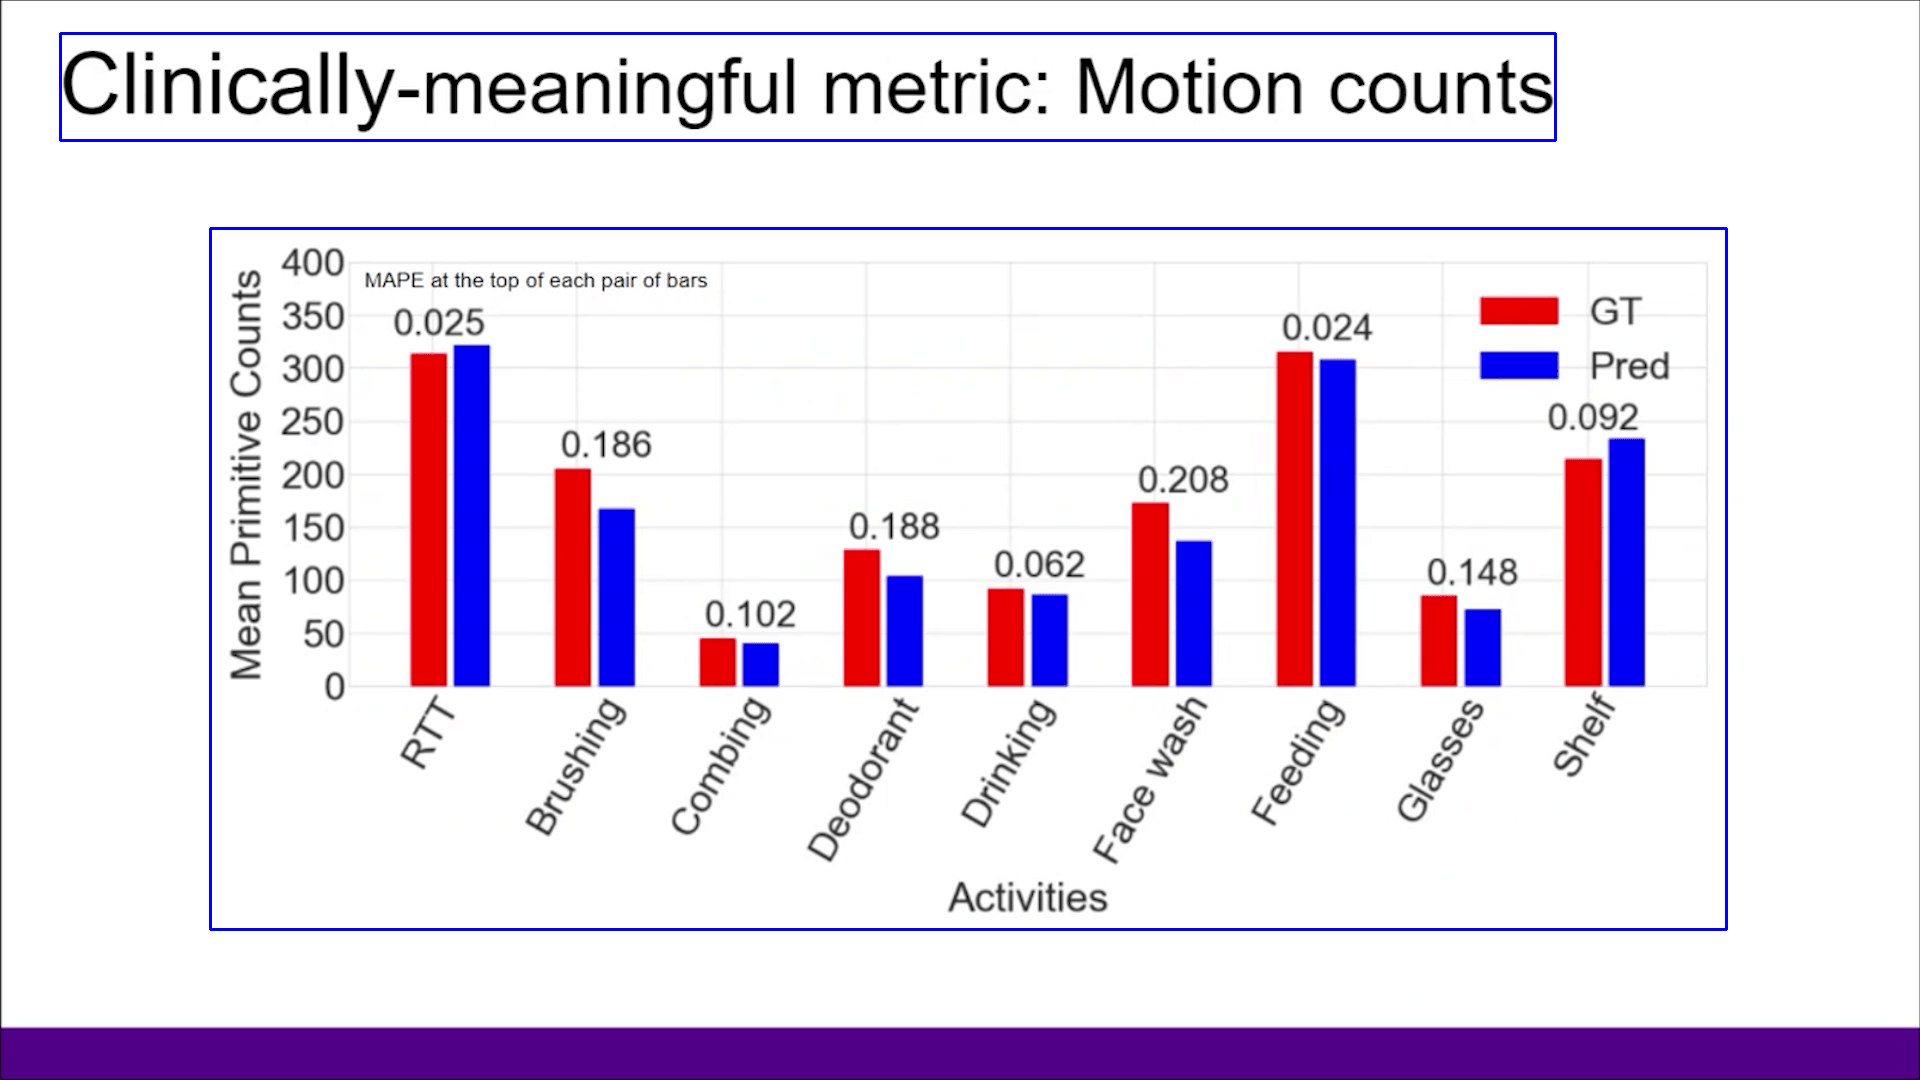 Clinically-meaningful metric: Motion counts
MAPE at the top of each pair of bars
Mean Primitive Counts
400
350
300
250
200
150
100
50
0
0.025
0.186
0.102
0.188
0.062
0.208
0.024
0.148
0.092
GT
Pred
RTT
Brushing
Combing
Deodorant
Drinking
Face wash
Feeding
Glasses
Shelf
Activities